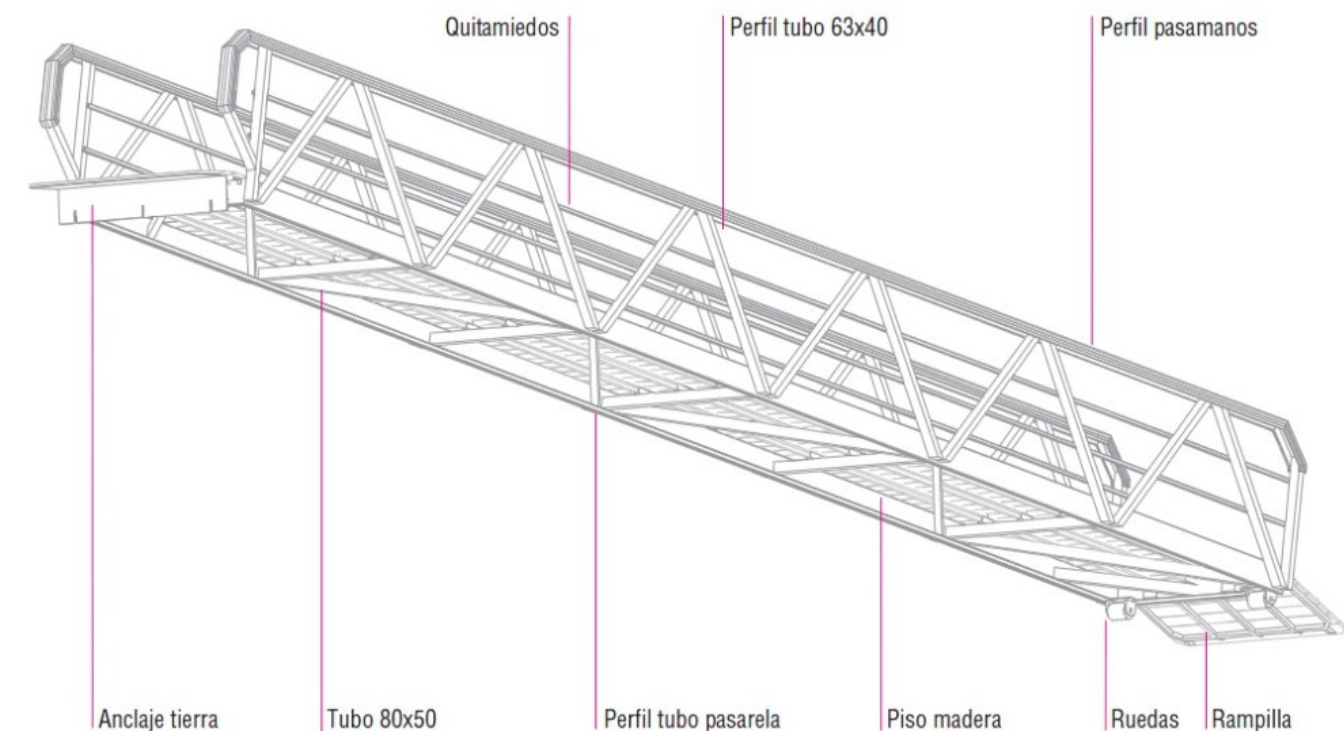 Quitamiedos
Perfil tubo 63x40
Perfil pasamanos
Anclaje tierra
Tubo 80x50
Perfil tubo pasarela
Piso madera
Ruedas
Rampilla